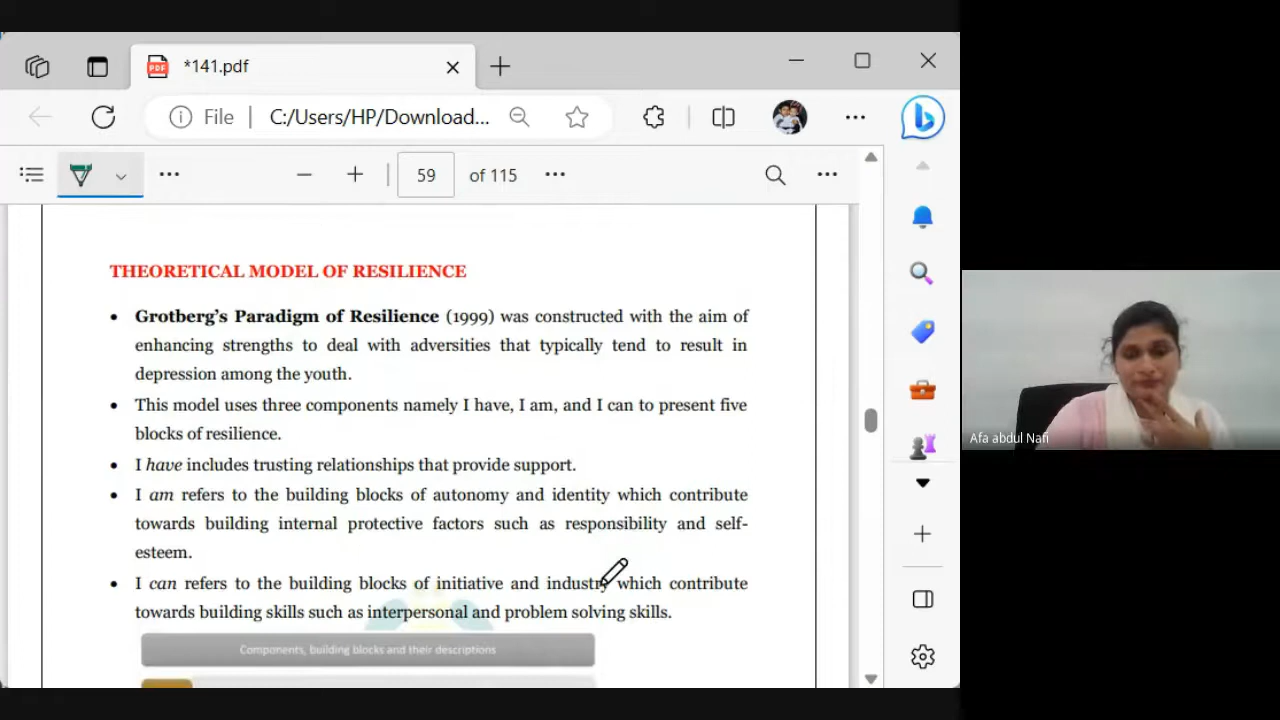 *141.pdf
File
C:/Users/HP/Download...
59 of 115
THEORETICAL MODEL OF RESILIENCE
• Grotberg's Paradigm of Resilience (1999) was constructed with the aim of
enhancing strengths to deal with adversities that typically tend to result in
depression among the youth.
• This model uses three components namely I have, I am, and I can to present five
blocks of resilience.
• I have includes trusting relationships that provide support.
• I am refers to the building blocks of autonomy and identity which contribute
towards building internal protective factors such as responsibility and self-
esteem.
• I can refers to the building blocks of initiative and industry which contribute
towards building skills such as interpersonal and problem solving skills.
Components, building blocks and their descriptions
Afa abdul Nafi